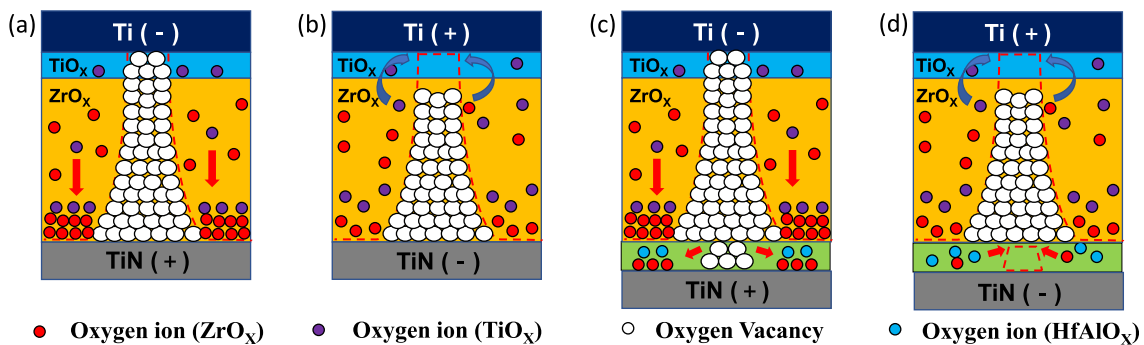 (a)
Ti ( - )
TiOX
ZrOX
TiN ( + )
(b)
Ti ( + )
TiOX
ZrOX
TiN ( - )
(c)
Ti ( - )
TiOX
ZrOX
TiN ( + )
(d)
Ti ( + )
TiOX
ZrOX
TiN ( - )
Oxygen ion (ZrOX)
Oxygen ion (TiOX)
Oxygen Vacancy
Oxygen ion (HfAlOX)